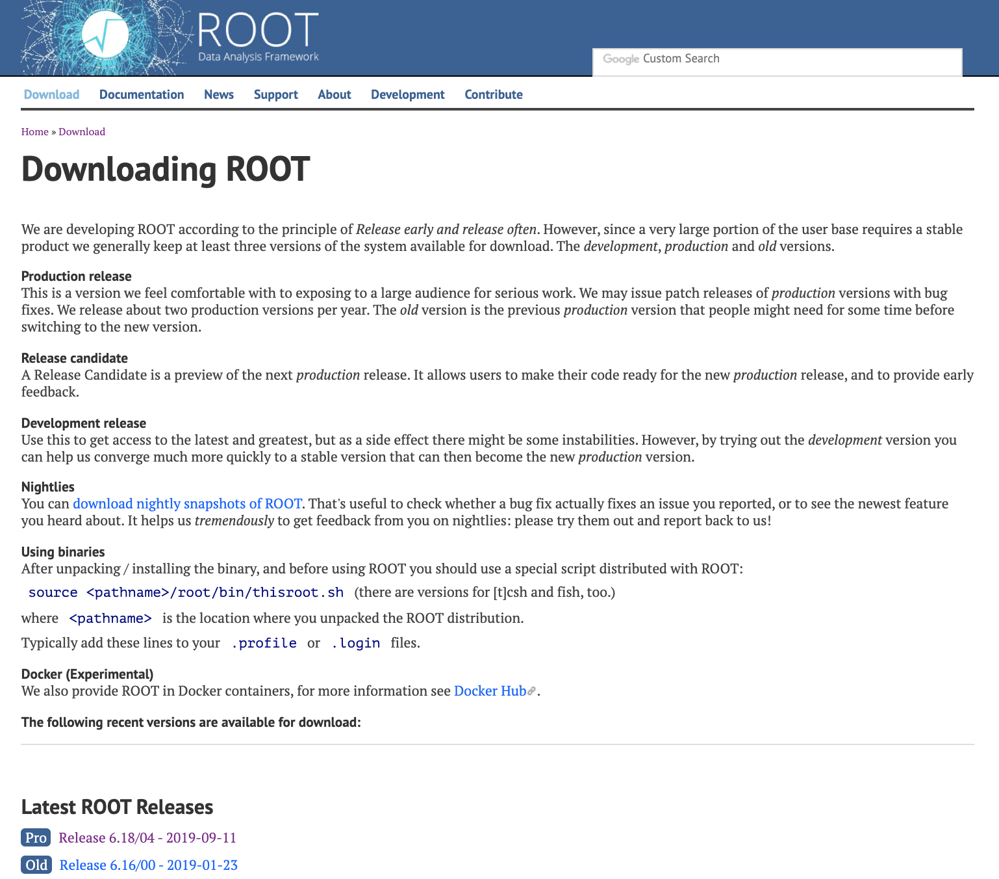 ROOT
Data Analysis Framework
Google Custom Search
Download Documentation News Support About Development Contribute
Home » Download
Downloading ROOT
We are developing ROOT according to the principle of Release early and release often. However, since a very large portion of the user base requires a stable
product we generally keep at least three versions of the system available for download. The development, production and old versions.
Production release
This is a version we feel comfortable with to exposing to a large audience for serious work. We may issue patch releases of production versions with bug
fixes. We release about two production versions per year. The old version is the previous production version that people might need for some time before
switching to the new version.
Release candidate
A Release Candidate is a preview of the next production release. It allows users to make their code ready for the new production release, and to provide early
feedback.
Development release
Use this to get access to the latest and greatest, but as a side effect there might be some instabilities. However, by trying out the development version you
can help us converge much more quickly to a stable version that can then become the new production version.
Nightlies
You can download nightly snapshots of ROOT. That's useful to check whether a bug fix actually fixes an issue you reported, or to see the newest feature
you heard about. It helps us tremendously to get feedback from you on nightlies: please try them out and report back to us!
Using binaries
After unpacking / installing the binary, and before using ROOT you should use a special script distributed with ROOT:
source <pathname>/root/bin/thisroot.sh (there are versions for [t]csh and fish, too.)
where <pathname> is the location where you unpacked the ROOT distribution.
Typically add these lines to your .profile or .login files.
Docker (Experimental)
We also provide ROOT in Docker containers, for more information see Docker Hub.
The following recent versions are available for download:
Latest ROOT Releases
Pro Release 6.18/04 - 2019-09-11
Old Release 6.16/00 - 2019-01-23